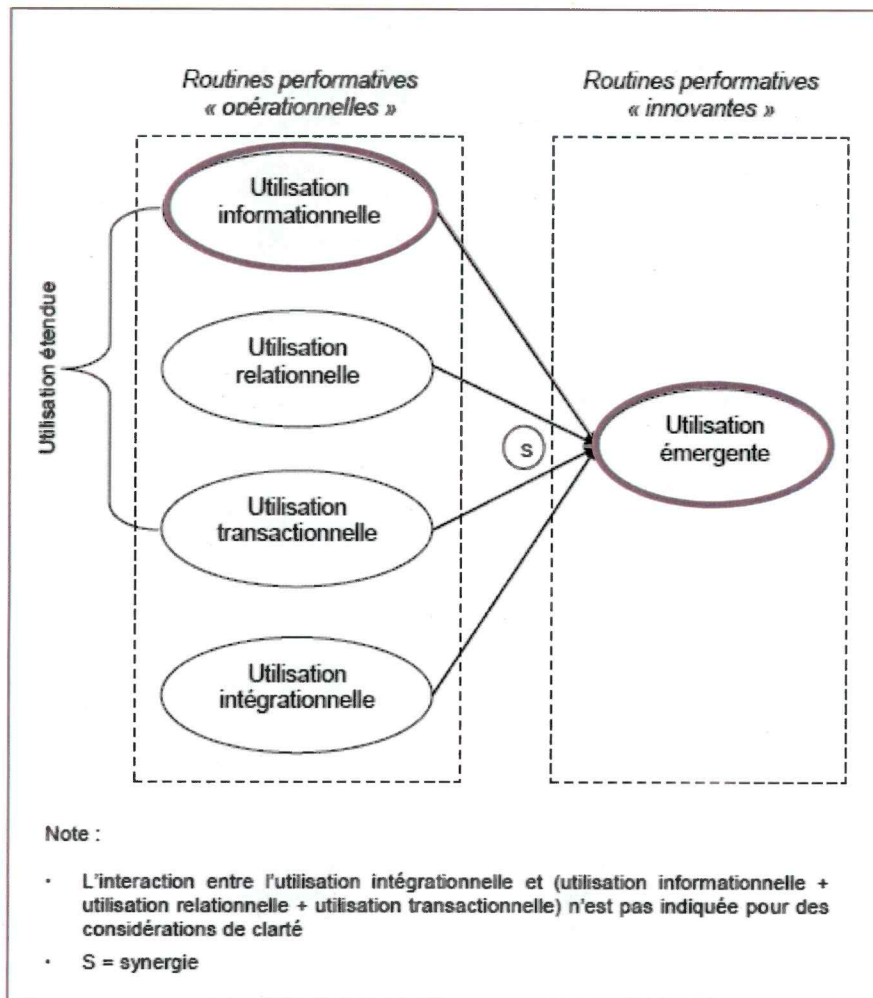 Routines performatives
« opérationnelles »
Routines performatives
« innovantes »
Utilisation étendue
Utilisation
informationnelle
Utilisation
relationnelle
Utilisation
transactionnelle
Utilisation
intégrationnelle
S
Utilisation
émergente
Note :
· L'interaction entre l'utilisation intégrationnelle et (utilisation informationnelle +
utilisation relationnelle + utilisation transactionnelle) n'est pas indiquée pour des
considérations de clarté
· S = synergie